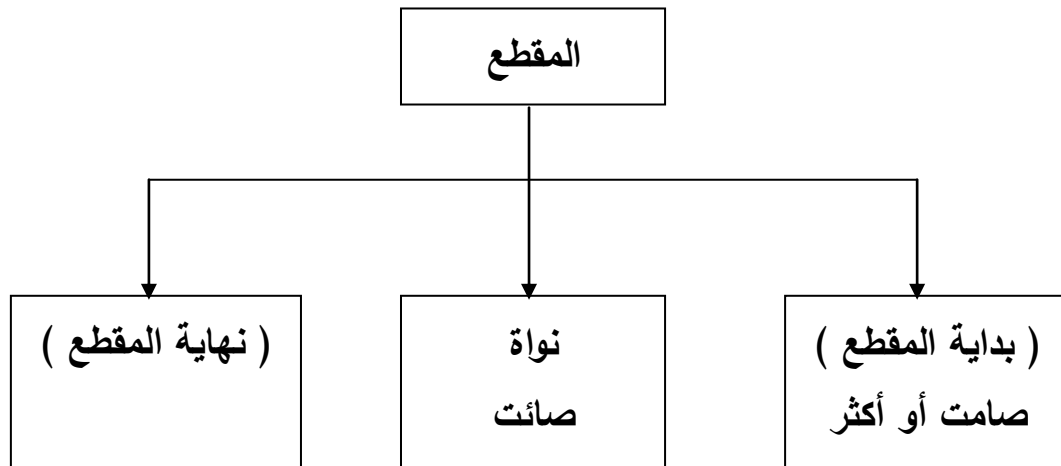 المقطع
( بداية المقطع )
صامت أو أكثر
نواة
صائت
( نهاية المقطع )